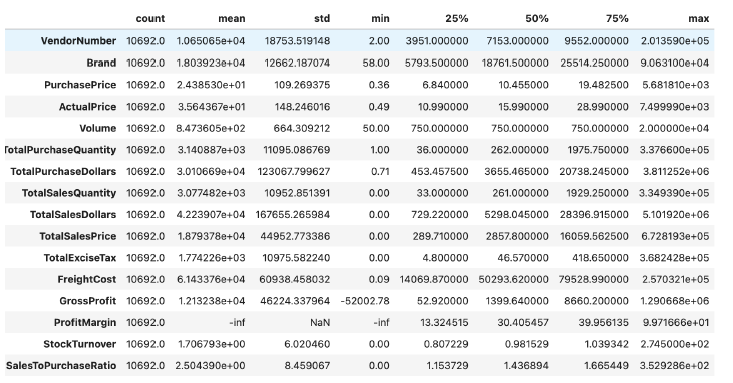 count mean std min 25% 50% 75% max
VendorNumber 10692.0 1.065065e+04 18753.519148 2.00 3951.000000 7153.000000 9552.000000 2.013590e+05
Brand 10692.0 1.803923e+04 12662.187074 58.00 5793.500000 18761.500000 25514.250000 9.063100e+04
PurchasePrice 10692.0 2.438530e+01 109.269375 0.36 6.840000 10.455000 19.482500 5.681810e+03
ActualPrice 10692.0 3.564367e+01 148.246016 0.49 10.990000 15.990000 28.990000 7.499990e+03
Volume 10692.0 8.473605e+02 664.309212 50.00 750.000000 750.000000 750.000000 2.000000e+04
TotalPurchaseQuantity 10692.0 3.140887e+03 11095.086769 1.00 36.000000 262.000000 1975.750000 3.376600e+05
TotalPurchaseDollars 10692.0 3.010669e+04 123067.799627 0.71 453.457500 3655.465000 20738.245000 3.811252e+06
TotalSalesQuantity 10692.0 3.077482e+03 10952.851391 0.00 33.000000 261.000000 1929.250000 3.349390e+05
TotalSalesDollars 10692.0 4.223907e+04 167655.265984 0.00 729.220000 5298.045000 28396.915000 5.101920e+06
TotalSalesPrice 10692.0 1.879378e+04 44952.773386 0.00 289.710000 2857.800000 16059.562500 6.728193e+05
TotalExciseTax 10692.0 1.774226e+03 10975.582240 0.00 4.800000 46.570000 418.650000 3.682428e+05
FreightCost 10692.0 6.143376e+04 60938.458032 0.09 14069.870000 50293.620000 79528.990000 2.570321e+05
GrossProfit 10692.0 1.213238e+04 46224.337964 -52002.78 52.920000 1399.640000 8660.200000 1.290668e+06
ProfitMargin 10692.0 -inf NaN -inf 13.324515 30.405457 39.956135 9.971666e+01
StockTurnover 10692.0 1.706793e+00 6.020460 0.00 0.807229 0.981529 1.039342 2.745000e+02
SalesToPurchaseRatio 10692.0 2.504390e+00 8.459067 0.00 1.153729 1.436894 1.665449 3.529286e+02